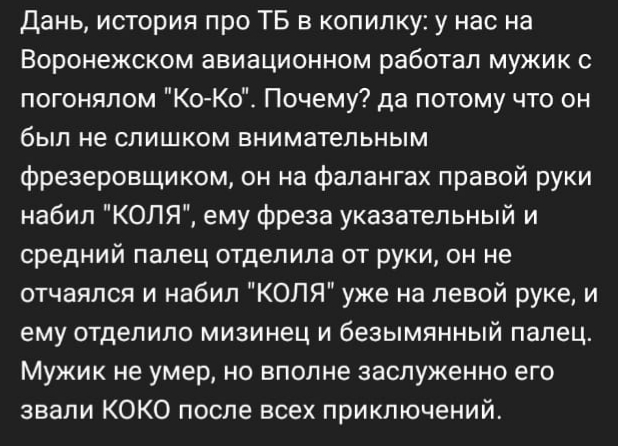 Дань, история про ТБ в копилку: у нас на
Воронежском авиационном работал мужик с
погонялом "Ко-Ко". Почему? да потому что он
был не слишком внимательным
фрезеровщиком, он на фалангах правой руки
набил "КОЛЯ", ему фреза указательный и
средний палец отделила от руки, он не
отчаялся и набил "КОЛЯ" уже на левой руке, и
ему отделило мизинец и безымянный палец.
Мужик не умер, но вполне заслуженно его
звали КОКО после всех приключений.